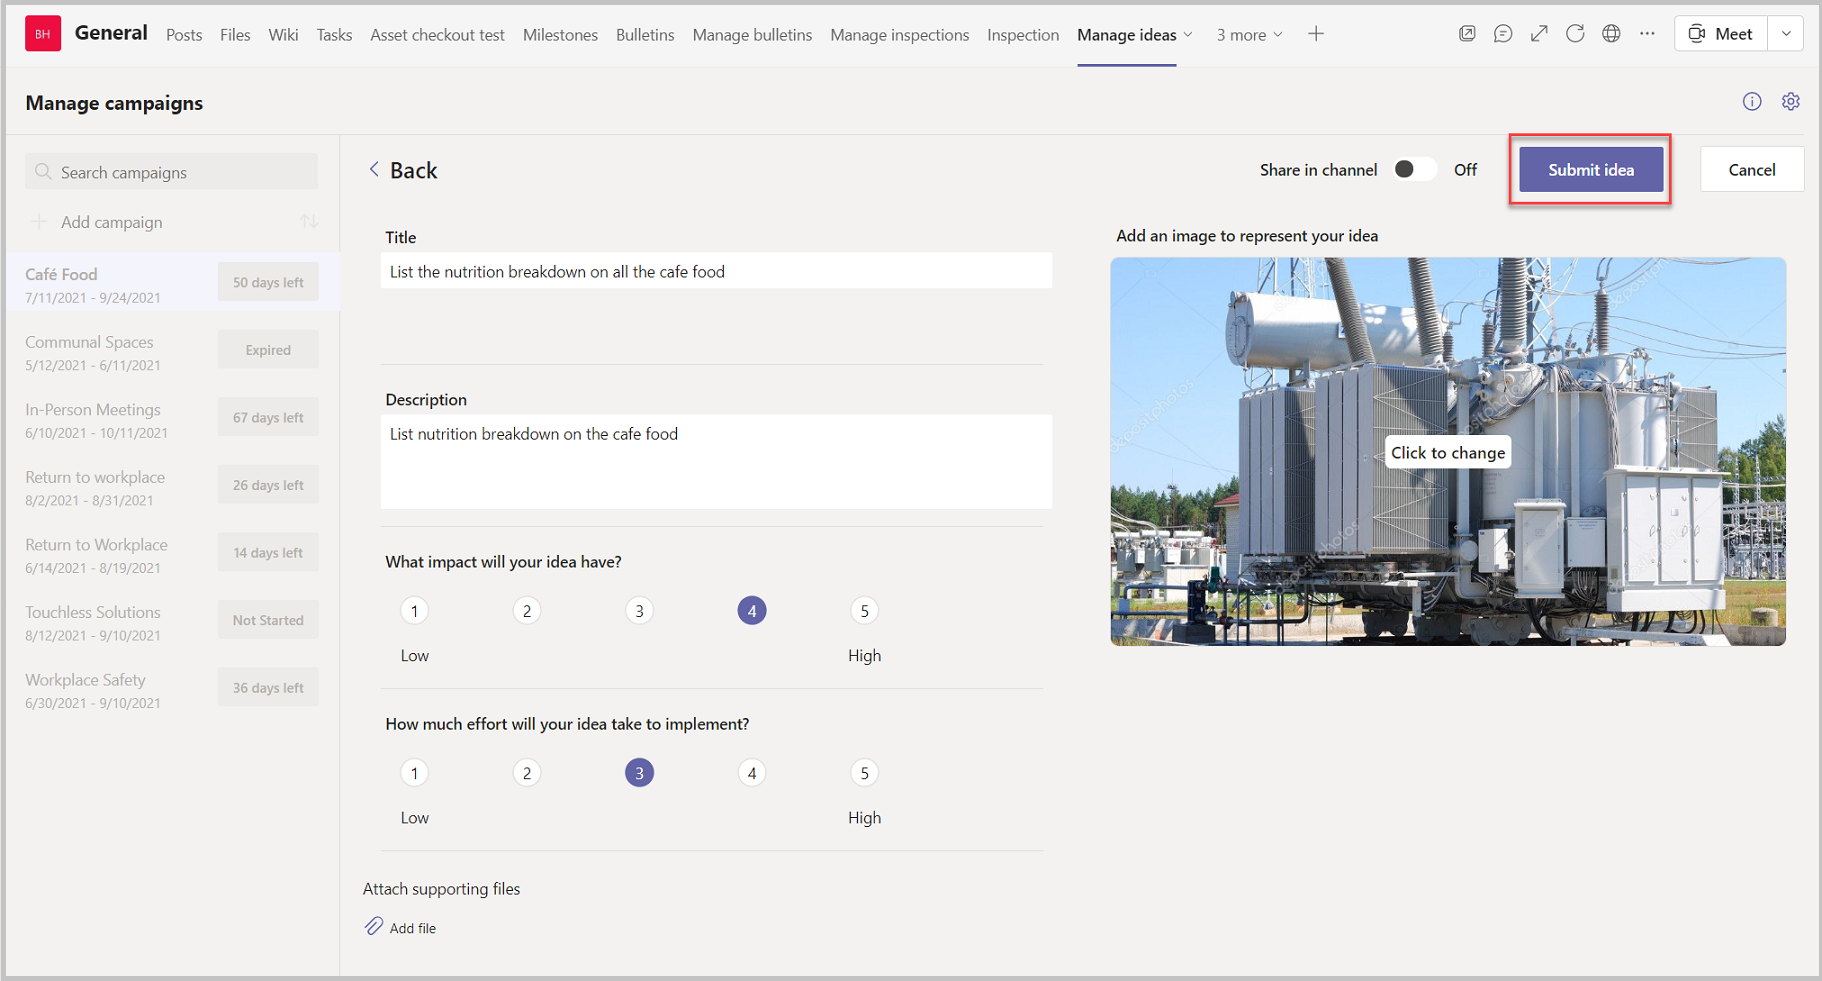 BH General Posts Files Wiki Tasks Asset checkout test Milestones Bulletins Manage bulletins Manage inspections Inspection Manage ideas 3 more Meet
Manage campaigns
Search campaigns
Add campaign
Café Food
7/11/2021 - 9/24/2021
50 days left
Communal Spaces
5/12/2021 - 6/11/2021
Expired
In-Person Meetings
6/10/2021 - 10/11/2021
67 days left
Return to workplace
8/2/2021 - 8/31/2021
26 days left
Return to Workplace
6/14/2021 - 8/19/2021
14 days left
Touchless Solutions
8/12/2021 - 9/10/2021
Not Started
Workplace Safety
6/30/2021 - 9/10/2021
36 days left
Back
Share in channel Off Submit idea Cancel
Title
List the nutrition breakdown on all the cafe food
Description
List nutrition breakdown on the cafe food
What impact will your idea have?
1 2 3 4 5
Low High
How much effort will your idea take to implement?
1 2 3 4 5
Low High
Attach supporting files
Add file
Add an image to represent your idea
Click to change
depositphotos
depositphotos
depositphotos
depositphotos